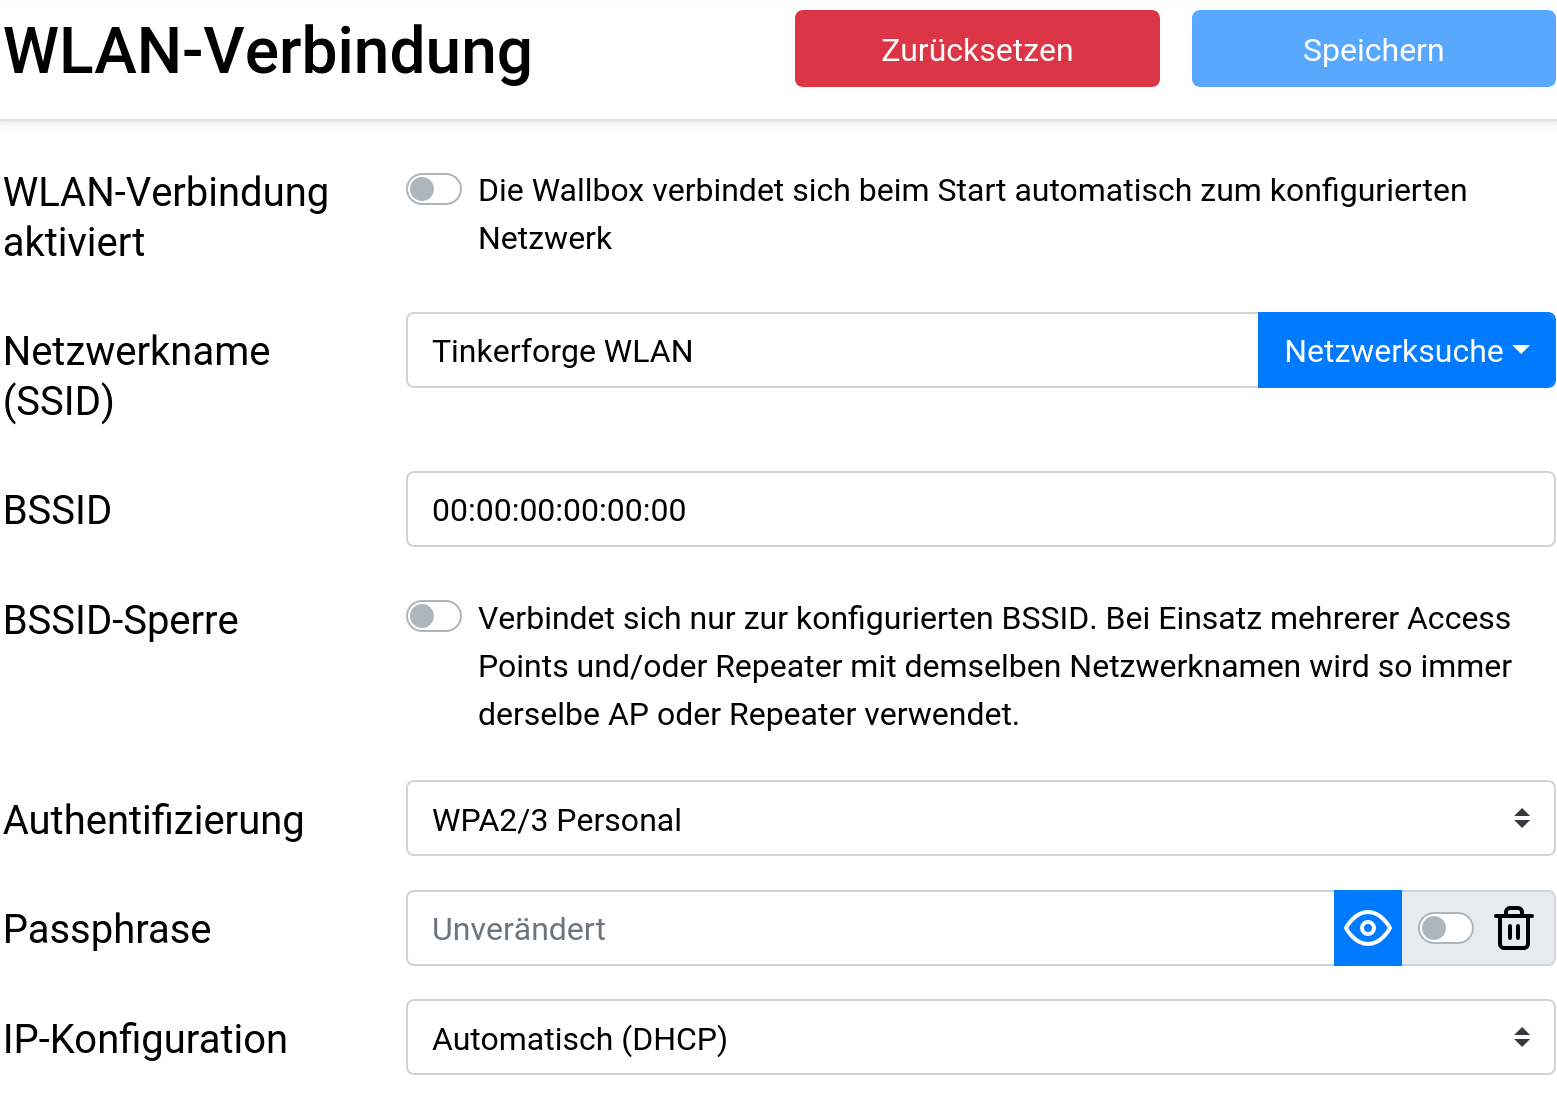 WLAN-Verbindung
Zurücksetzen
Speichern
WLAN-Verbindung
aktiviert
Die Wallbox verbindet sich beim Start automatisch zum konfigurierten
Netzwerk
Netzwerkname
(SSID)
Tinkerforge WLAN
Netzwerksuche
BSSID
00:00:00:00:00:00
BSSID-Sperre
Verbindet sich nur zur konfigurierten BSSID. Bei Einsatz mehrerer Access
Points und/oder Repeater mit demselben Netzwerknamen wird so immer
derselbe AP oder Repeater verwendet.
Authentifizierung
WPA2/3 Personal
Passphrase
Unverändert
IP-Konfiguration
Automatisch (DHCP)